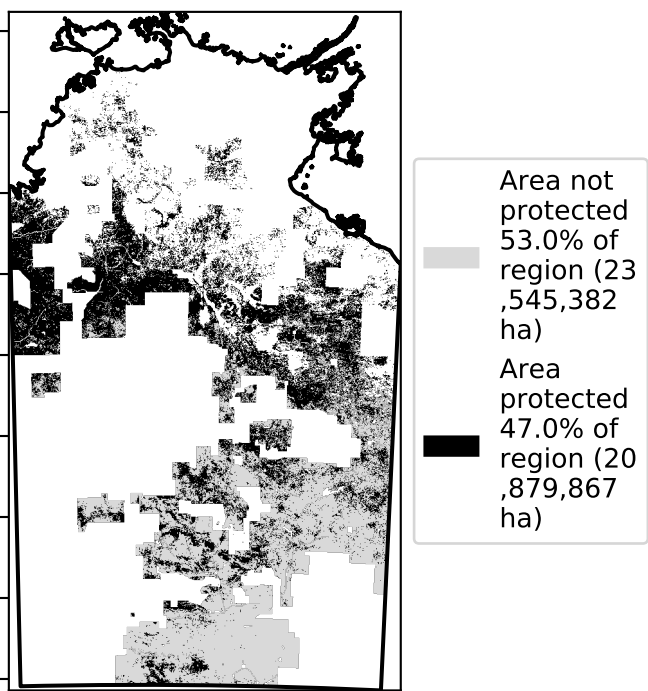 Area not
protected
53.0% of
region (23
,545,382
ha)
Area
protected
47.0% of
region (20
,879,867
ha)